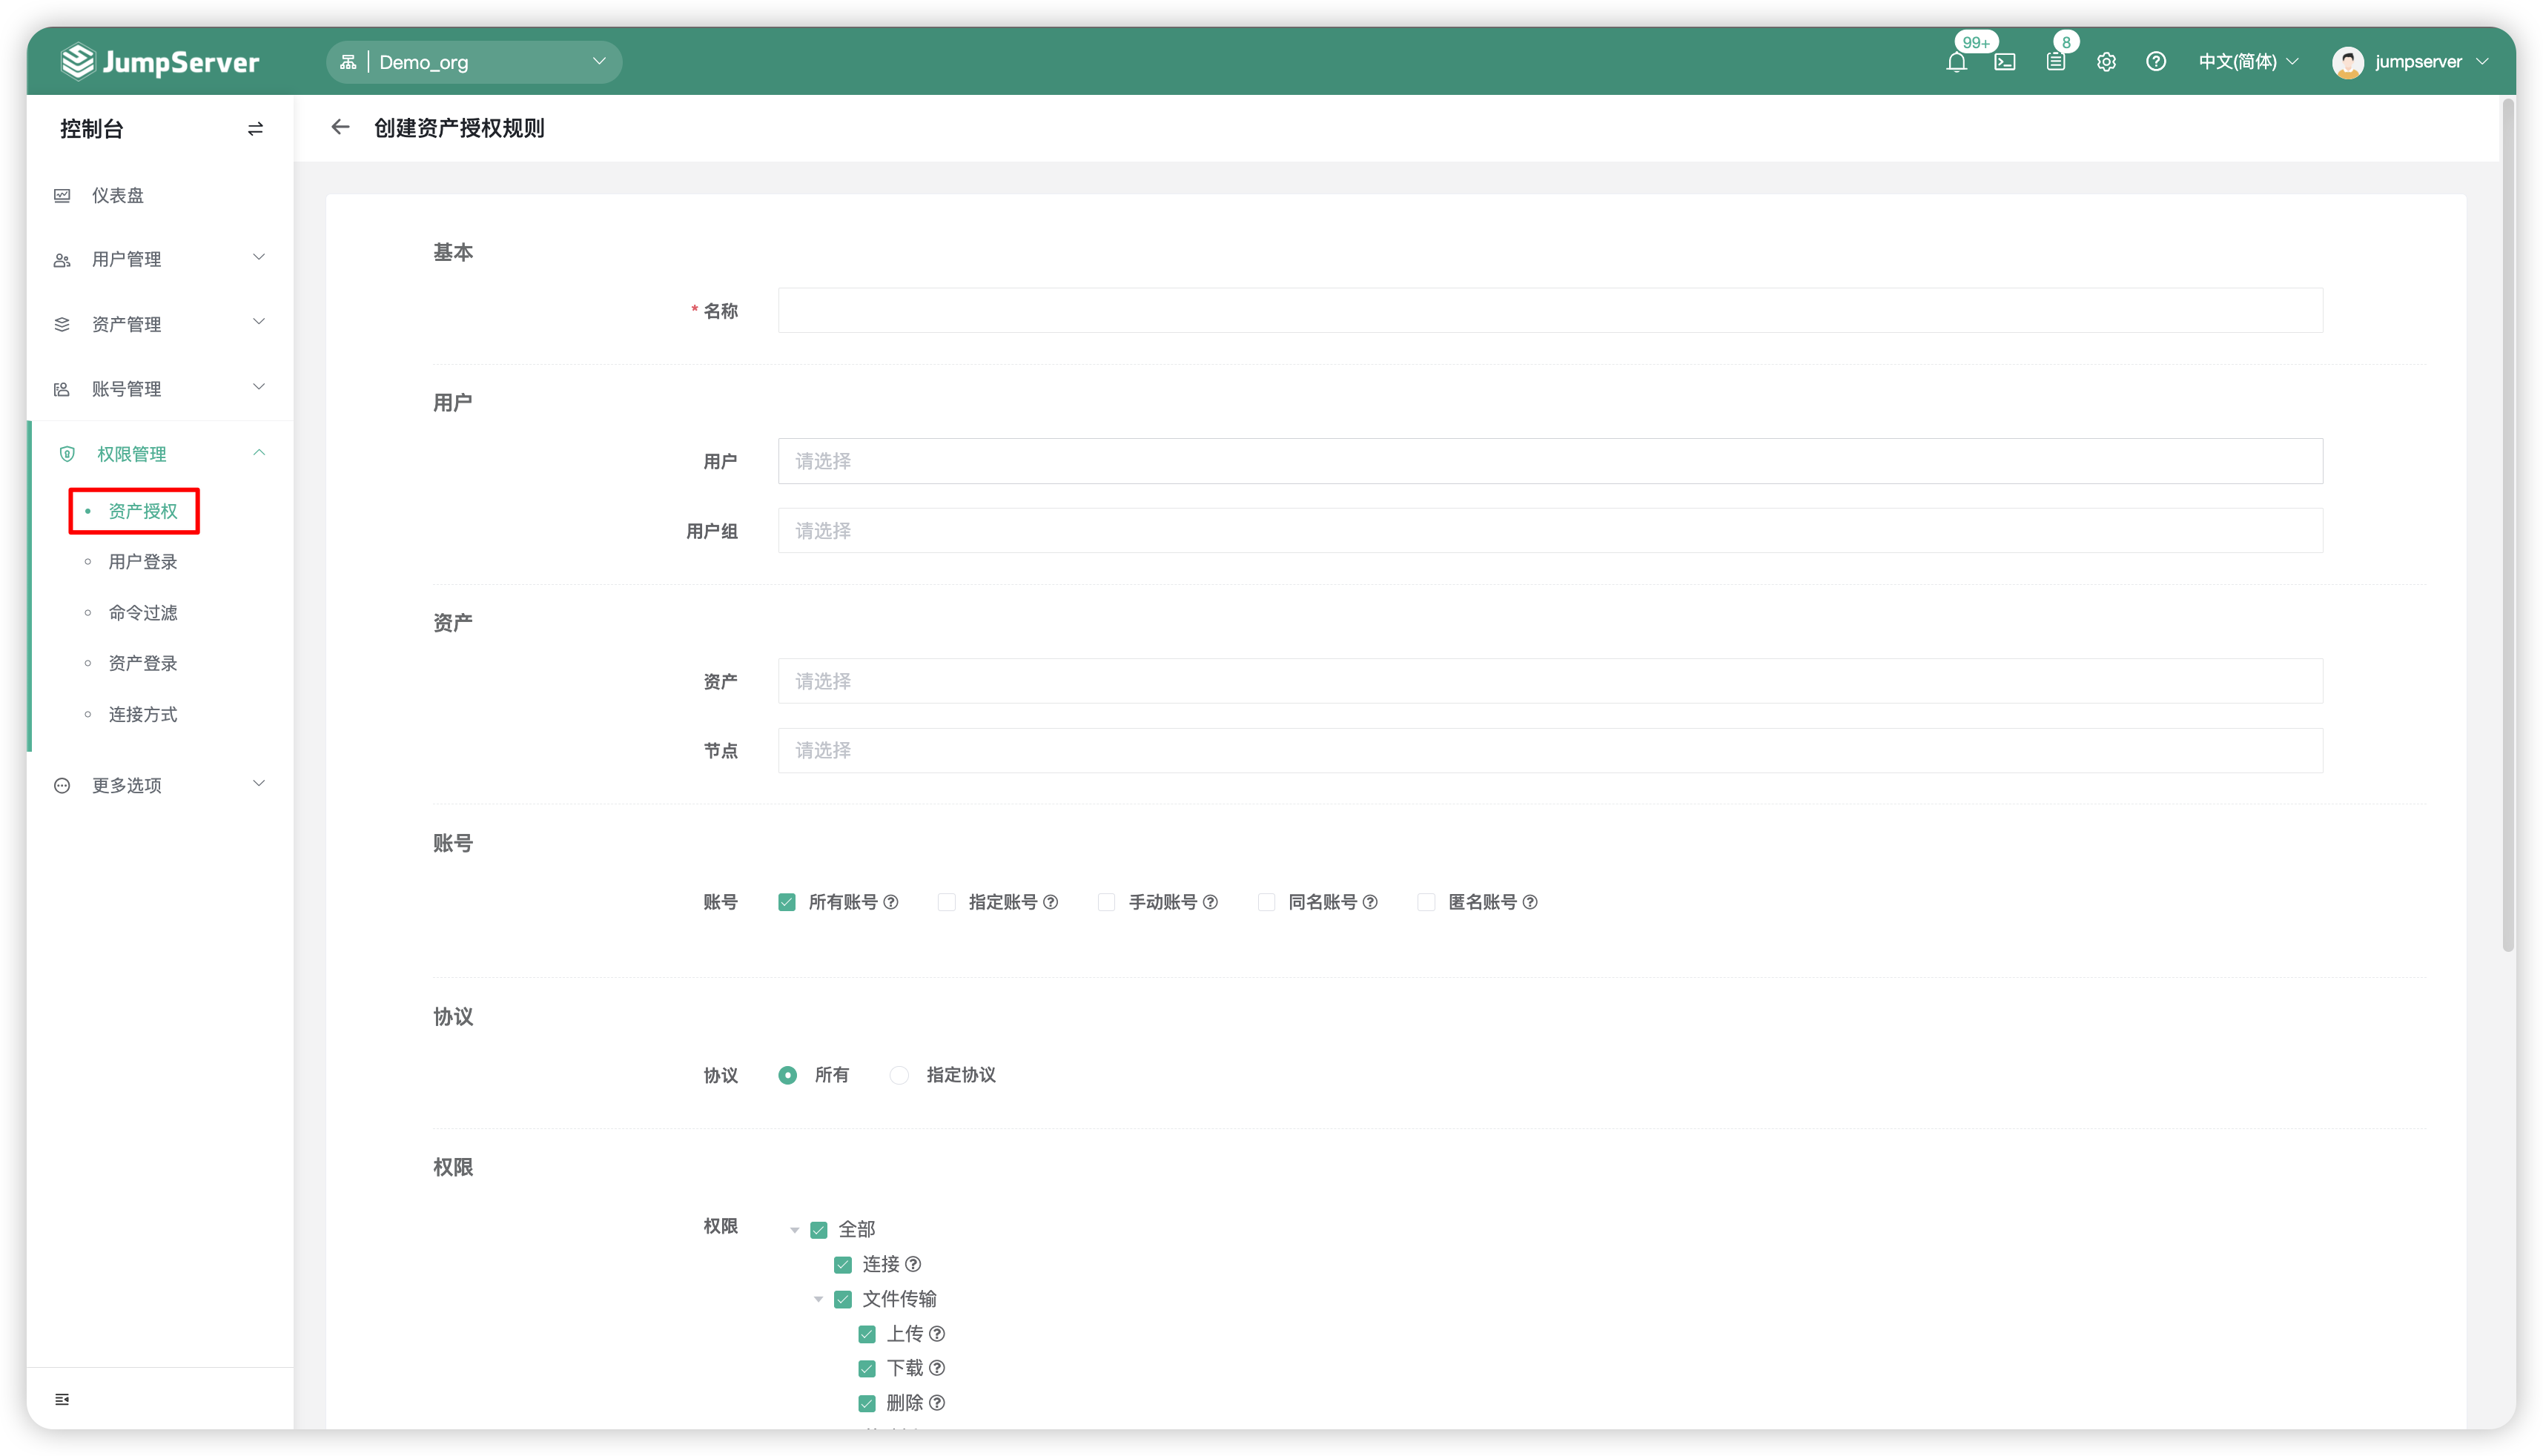 JumpServer
Demo_org
99+
8
中文(简体)
jumpserver
控制台
创建资产授权规则
仪表盘
用户管理
资产管理
账号管理
权限管理
资产授权
用户登录
命令过滤
资产登录
连接方式
更多选项
基本
* 名称
用户
用户 请选择
用户组 请选择
资产
资产 请选择
节点 请选择
账号
账号 所有账号 指定账号 手动账号 同名账号 匿名账号
协议
协议 所有 指定协议
权限
权限 全部
连接
文件传输
上传
下载
删除